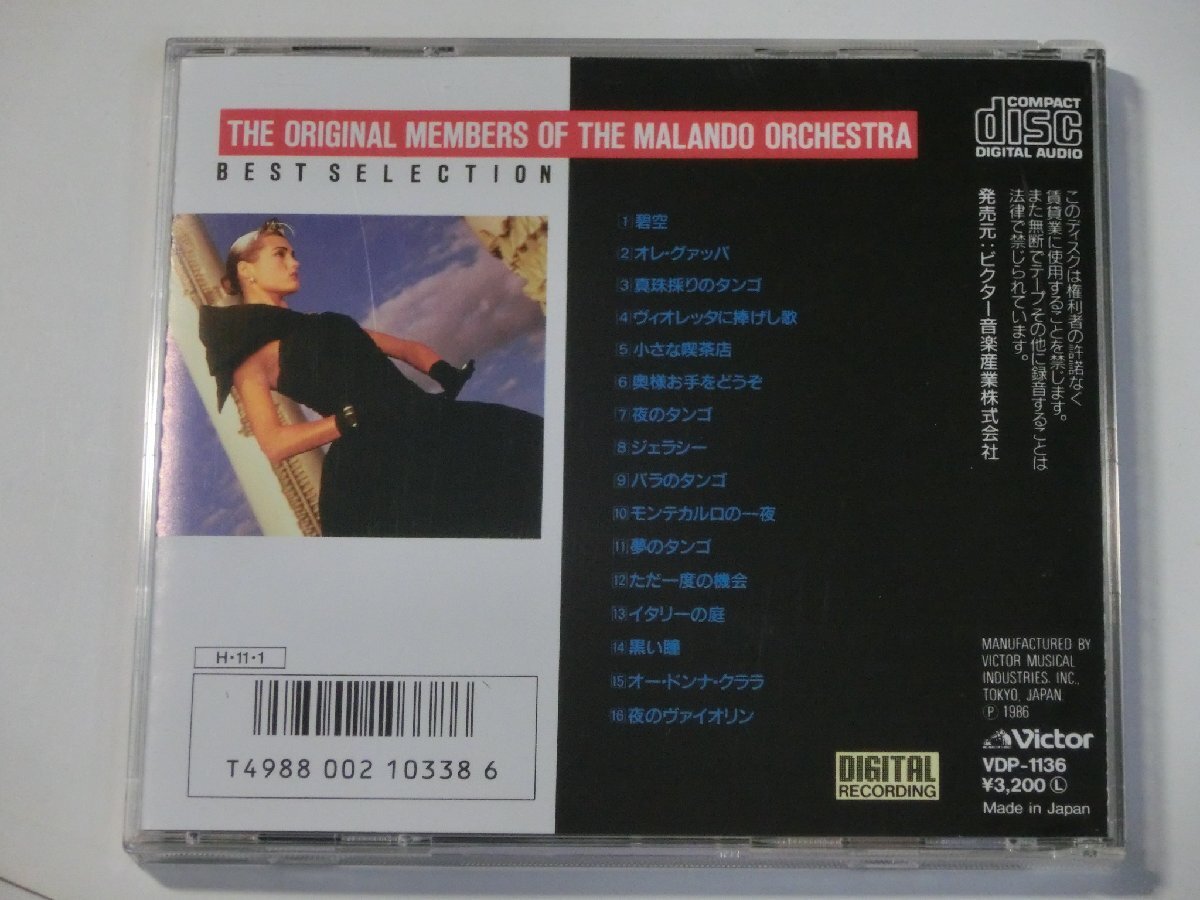 THE ORIGINAL MEMBERS OF THE MALANDO ORCHESTRA
BEST SELECTION
COMPACT
disc
DIGITAL AUDIO
1 碧空
2 オレ・グァッパ
3 真珠採りのタンゴ
4 ヴィオレッタに捧げし歌
5 小さな喫茶店
6 奥様お手をどうぞ
7 夜のタンゴ
8 ジェラシー
9 バラのタンゴ
10 モンテカルロの一夜
11 夢のタンゴ
12 ただ一度の機会
13 イタリーの庭
14 黒い瞳
15 オー・ドンナ・クララ
16 夜のヴァイオリン
このディスクは権利者の許諾なく
賃貸業に使用することを禁じます。
また無断でテープその他に録音することは
法律で禁じられています。
発売元：ビクター音楽産業株式会社
H・11・1
T4988 002 10338 6
DIGITAL
RECORDING
MANUFACTURED BY
VICTOR MUSICAL
INDUSTRIES, INC.,
TOKYO, JAPAN
Ⓟ 1986
Victor
VDP-1136
¥3,200 Ⓛ
Made in Japan